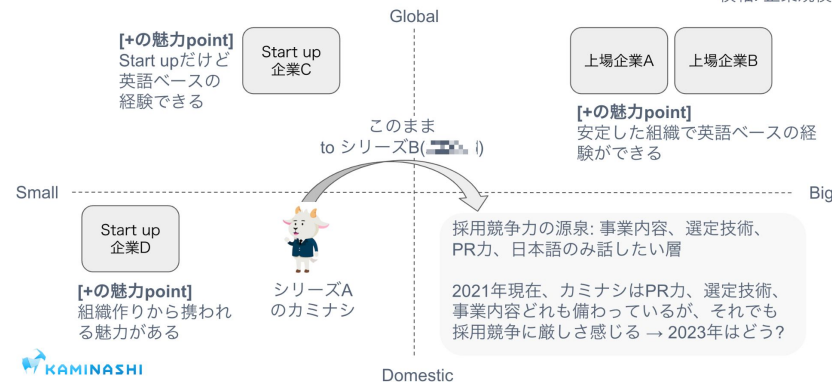 Global
[+の魅力point]
Start upだけど
英語ベースの
経験できる
Start up
企業C
上場企業A
上場企業B
[+の魅力point]
安定した組織で英語ベースの経
験ができる
このまま
to シリーズB(
Small
Big
Start up
企業D
[+の魅力point]
組織作りから携われ
る魅力がある
シリーズA
のカミナシ
採用競争力の源泉: 事業内容、選定技術、
PR力、日本語のみ話したい層
2021年現在、カミナシはPR力、選定技術、
事業内容どれも備わっているが、それでも
採用競争に厳しさ感じる → 2023年はどう?
KAMINASHI
Domestic